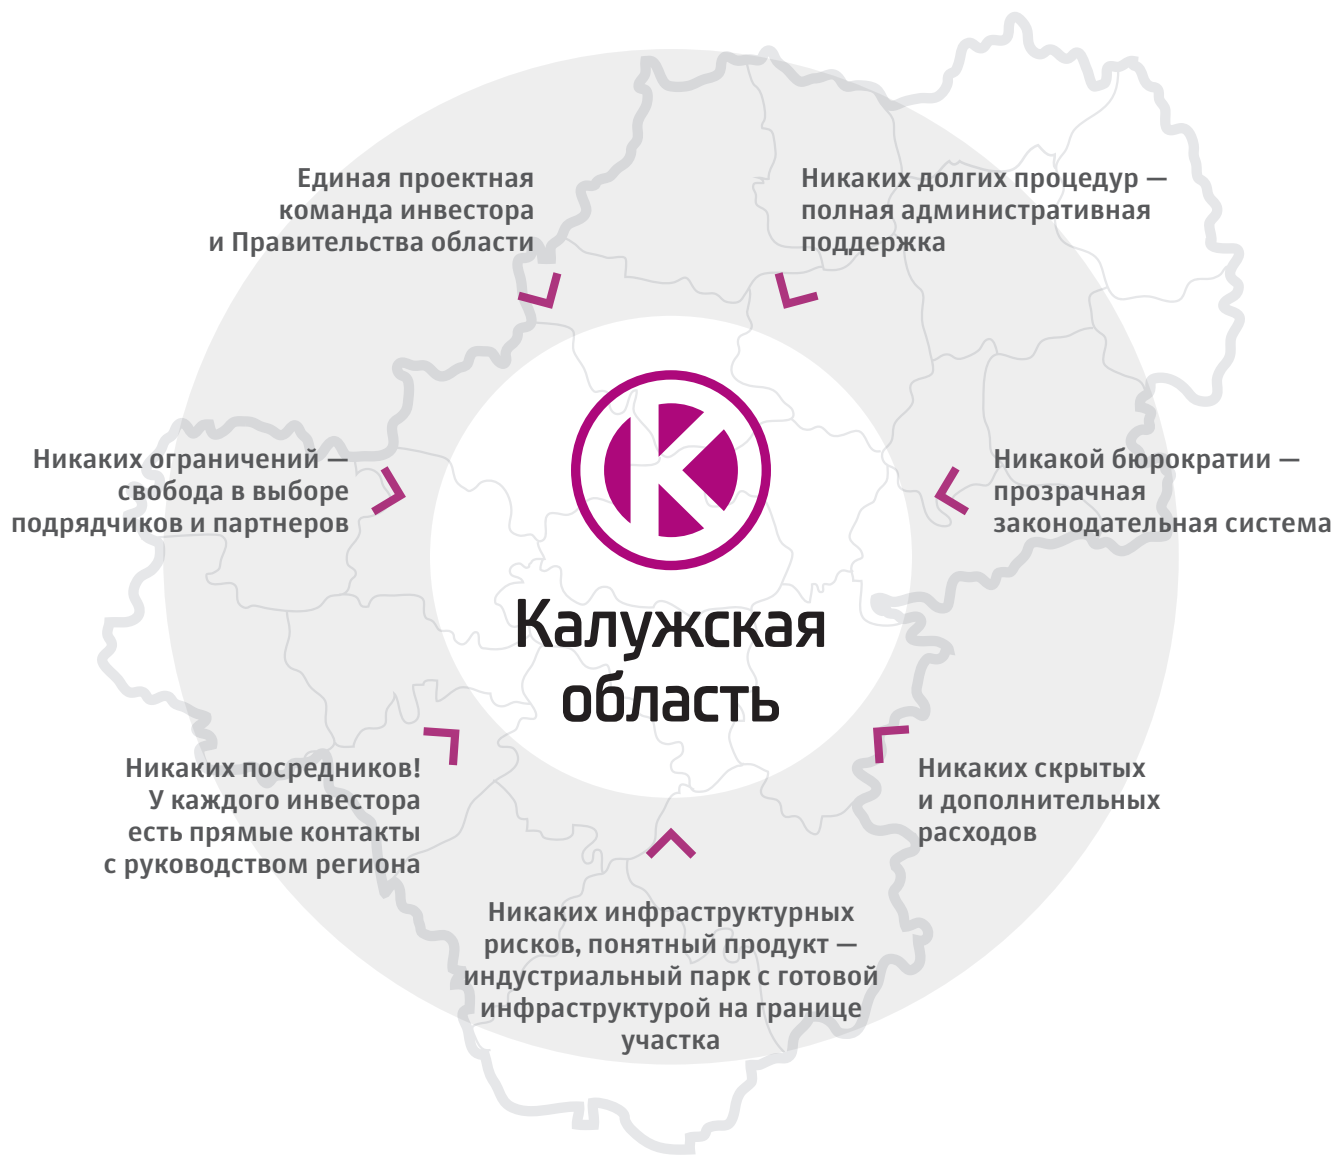 Единая проектная
команда инвестора
и Правительства области
Никаких долгих процедур —
полная административная
поддержка
Никаких ограничений —
свобода в выборе
подрядчиков и партнеров
Никакой бюрократии —
прозрачная
законодательная система
Калужская
область
Никаких посредников!
У каждого инвестора
есть прямые контакты
с руководством региона
Никаких скрытых
и дополнительных
расходов
Никаких инфраструктурных
рисков, понятный продукт —
индустриальный парк с готовой
инфраструктурой на границе
участка